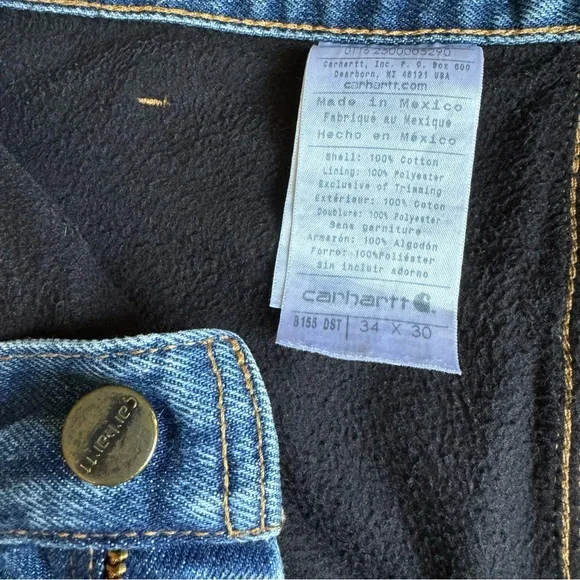 Carhartt, Inc. P. O. Box 600
Dearborn, MI 48121 USA
carhartt.com
Made in Mexico
Fabriqué au Mexique
Hecho en México
Shell: 100% Cotton
Lining: 100% Polyester
Exclusive of Trimming
Extérieur: 100% Coton
Doublure: 100% Polyester
Sans garniture
Armazón: 100% Algodón
Forro: 100%Poliéster
Sin incluir adorno
carhartt
B155 DST 34 X 30
carhartt